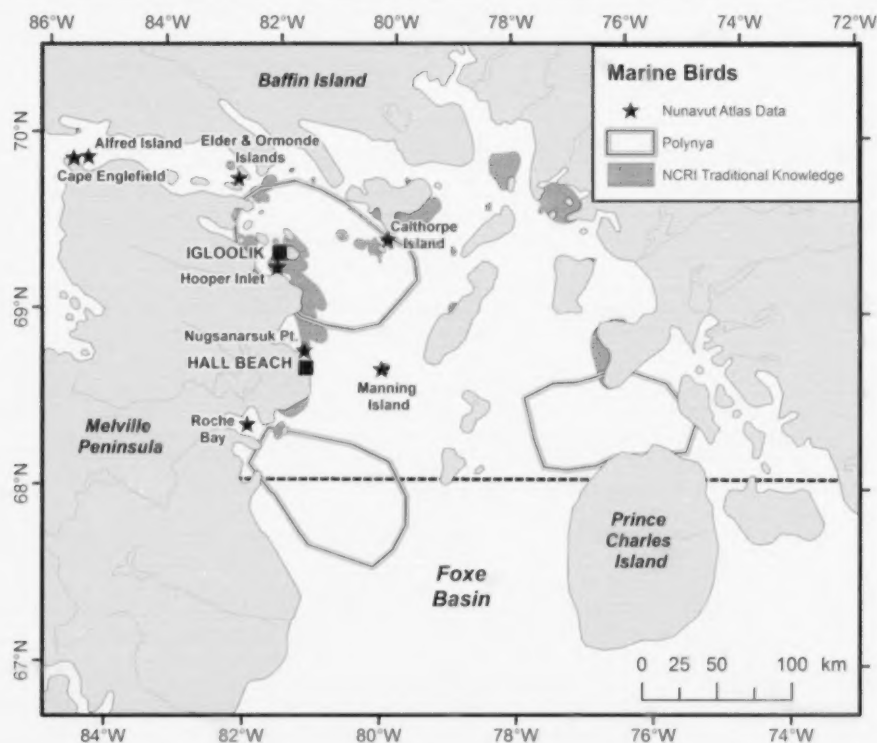 86°W 84°W 82°W 80°W 78°W 76°W 74°W 72°W
Baffin Island
Marine Birds
Nunavut Atlas Data
Polynya
NCRI Traditional Knowledge
70°N
Alfred Island
Elder & Ormonde
Islands
Cape Englefield
Calthorpe
Island
IGLOOLIK
Hooper Inlet
69°N
Nugsanarsuk Pt.
HALL BEACH
Manning
Island
Roche
Bay
Melville
Peninsula
68°N
Prince
Charles
Island
Foxe
Basin
67°N
0 25 50 100 km
84°W 82°W 80°W 78°W 76°W 74°W